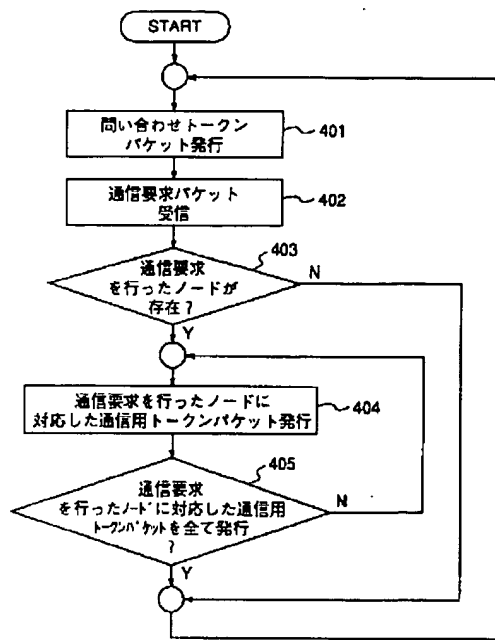 START
問い合わせトークン
パケット発行
401
通信要求パケット
受信
402
403
通信要求
を行ったノードが
存在?
N
Y
通信要求を行ったノードに
対応した通信用トークンパケット発行
404
405
通信要求
を行ったノードに対応した通信用
トークンパケットを全て発行
?
N
Y